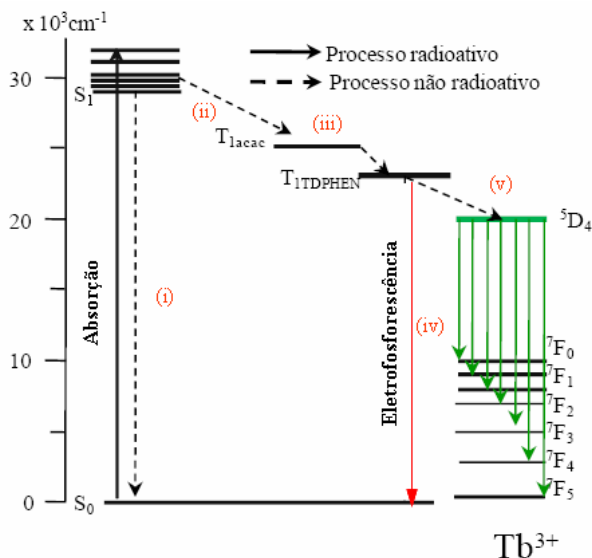 x 10³cm⁻¹
Processo radioativo
Processo não radioativo
30
S₁
(ii)
(iii)
T₁acac
T₁TDPHEN
(v)
20
⁵D₄
Absorção
(i)
Eletrofosforescência
(iv)
⁷F₀
10
⁷F₁
⁷F₂
⁷F₃
⁷F₄
⁷F₅
0
S₀
Tb³⁺